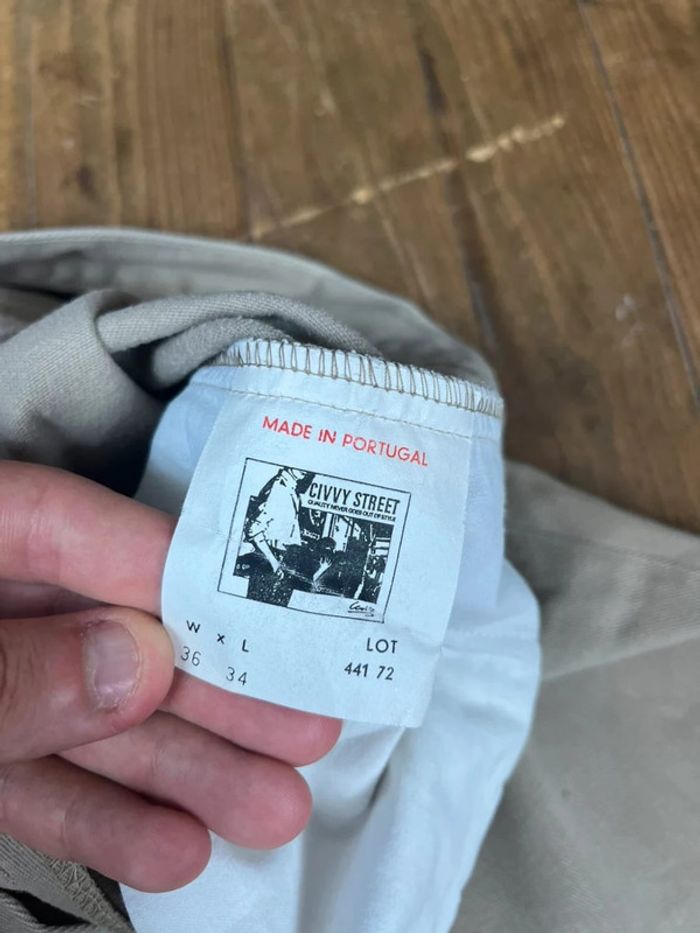 MADE IN PORTUGAL
CIVVY STREET
QUALITY NEVER GOES OUT OF STYLE
W x L
36 34
LOT
441 72